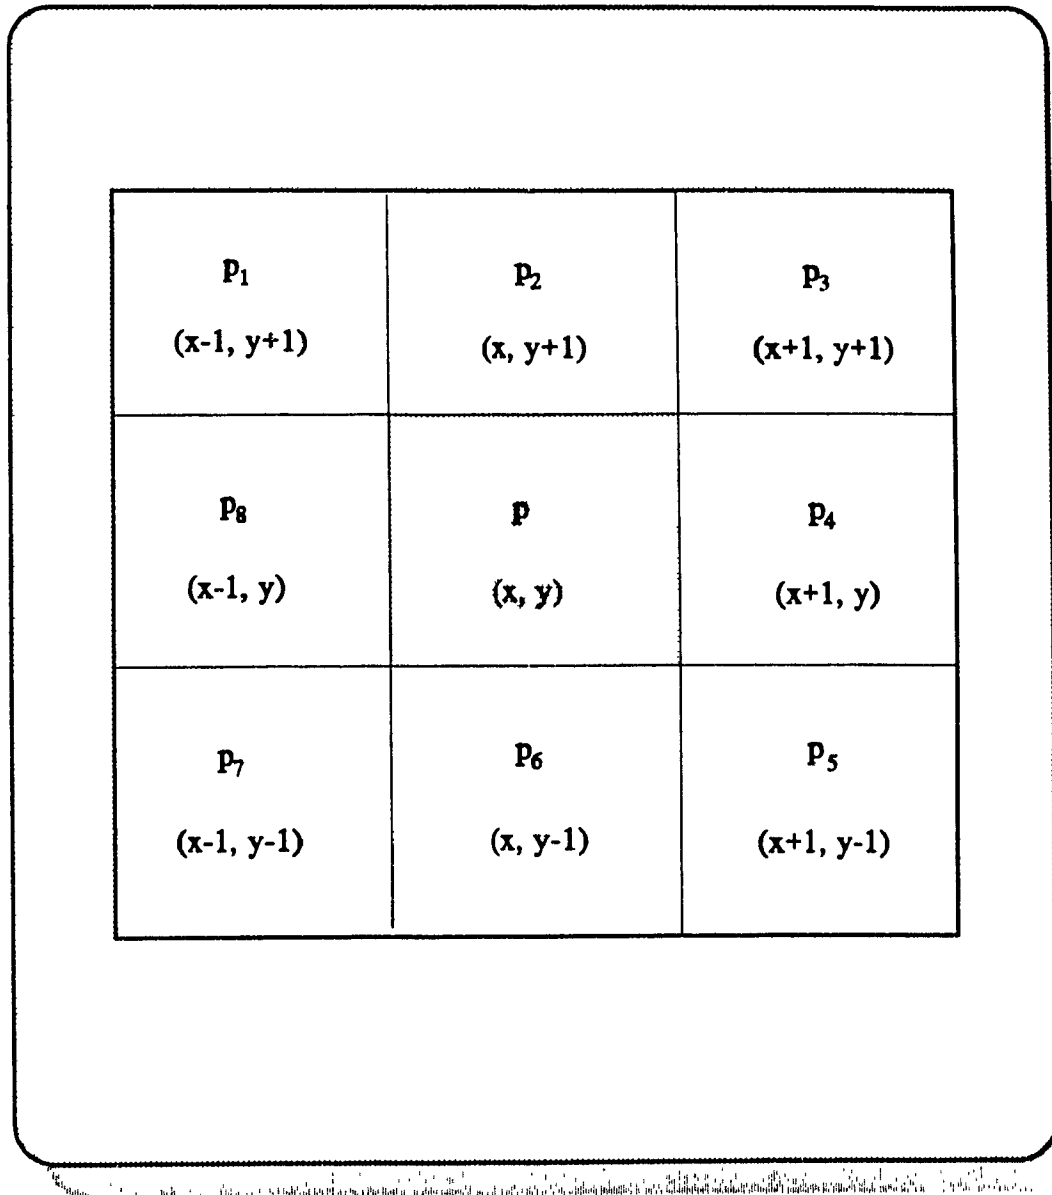 p₁ p₂ p₃
(x-1, y+1) (x, y+1) (x+1, y+1)
p₈ p p₄
(x-1, y) (x, y) (x+1, y)
p₇ p₆ p₅
(x-1, y-1) (x, y-1) (x+1, y-1)